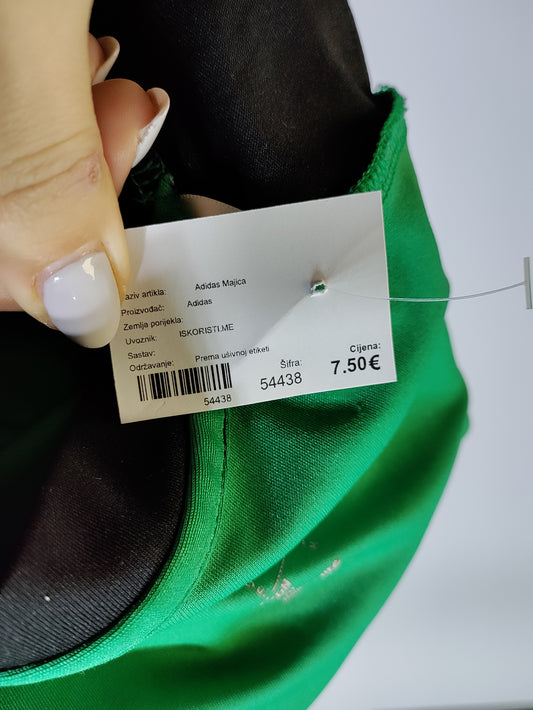 aziv artikla: Adidas Majica
Proizvođač: Adidas
Zemlja porijekla:
Uvoznik: ISKORISTI.ME
Sastav:
Održavanje: Prema ušivnoj etiketi
54438
Šifra:
54438
Cijena:
7.50€